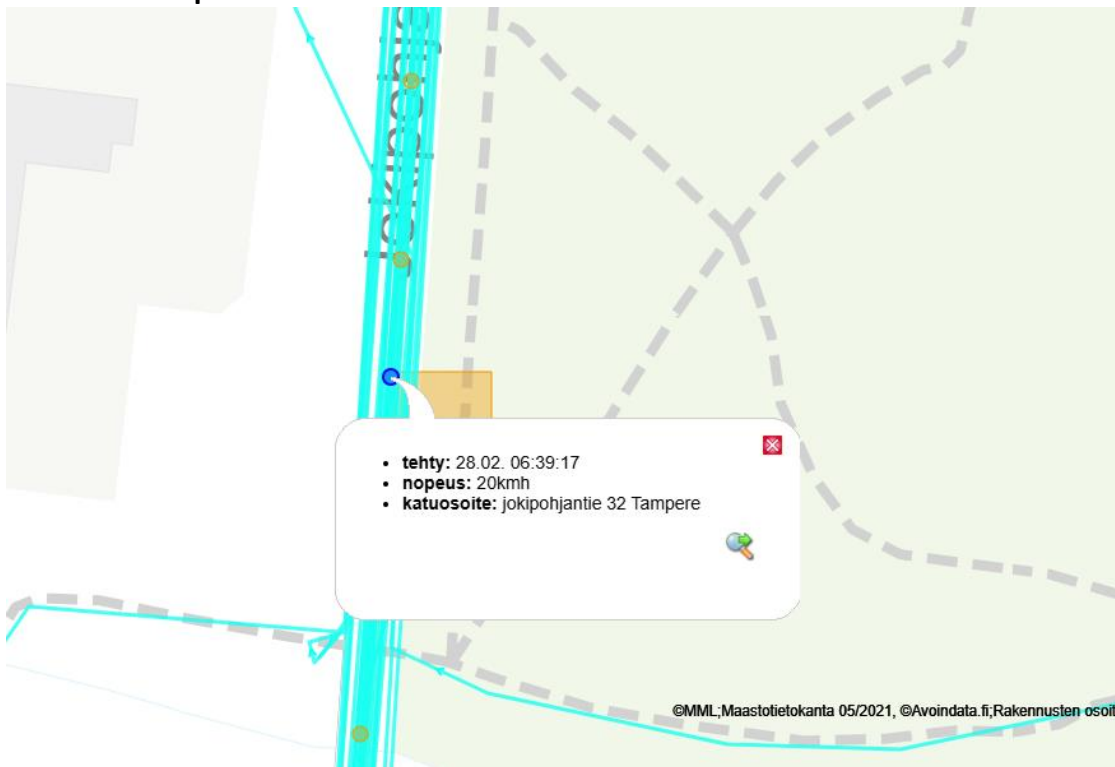 Jokipohja
tehty: 28.02. 06:39:17
nopeus: 20kmh
katuosoite: jokipohjantie 32 Tampere
©MML;Maastotietokanta 05/2021, ©Avoindata.fi;Rakennusten osoit